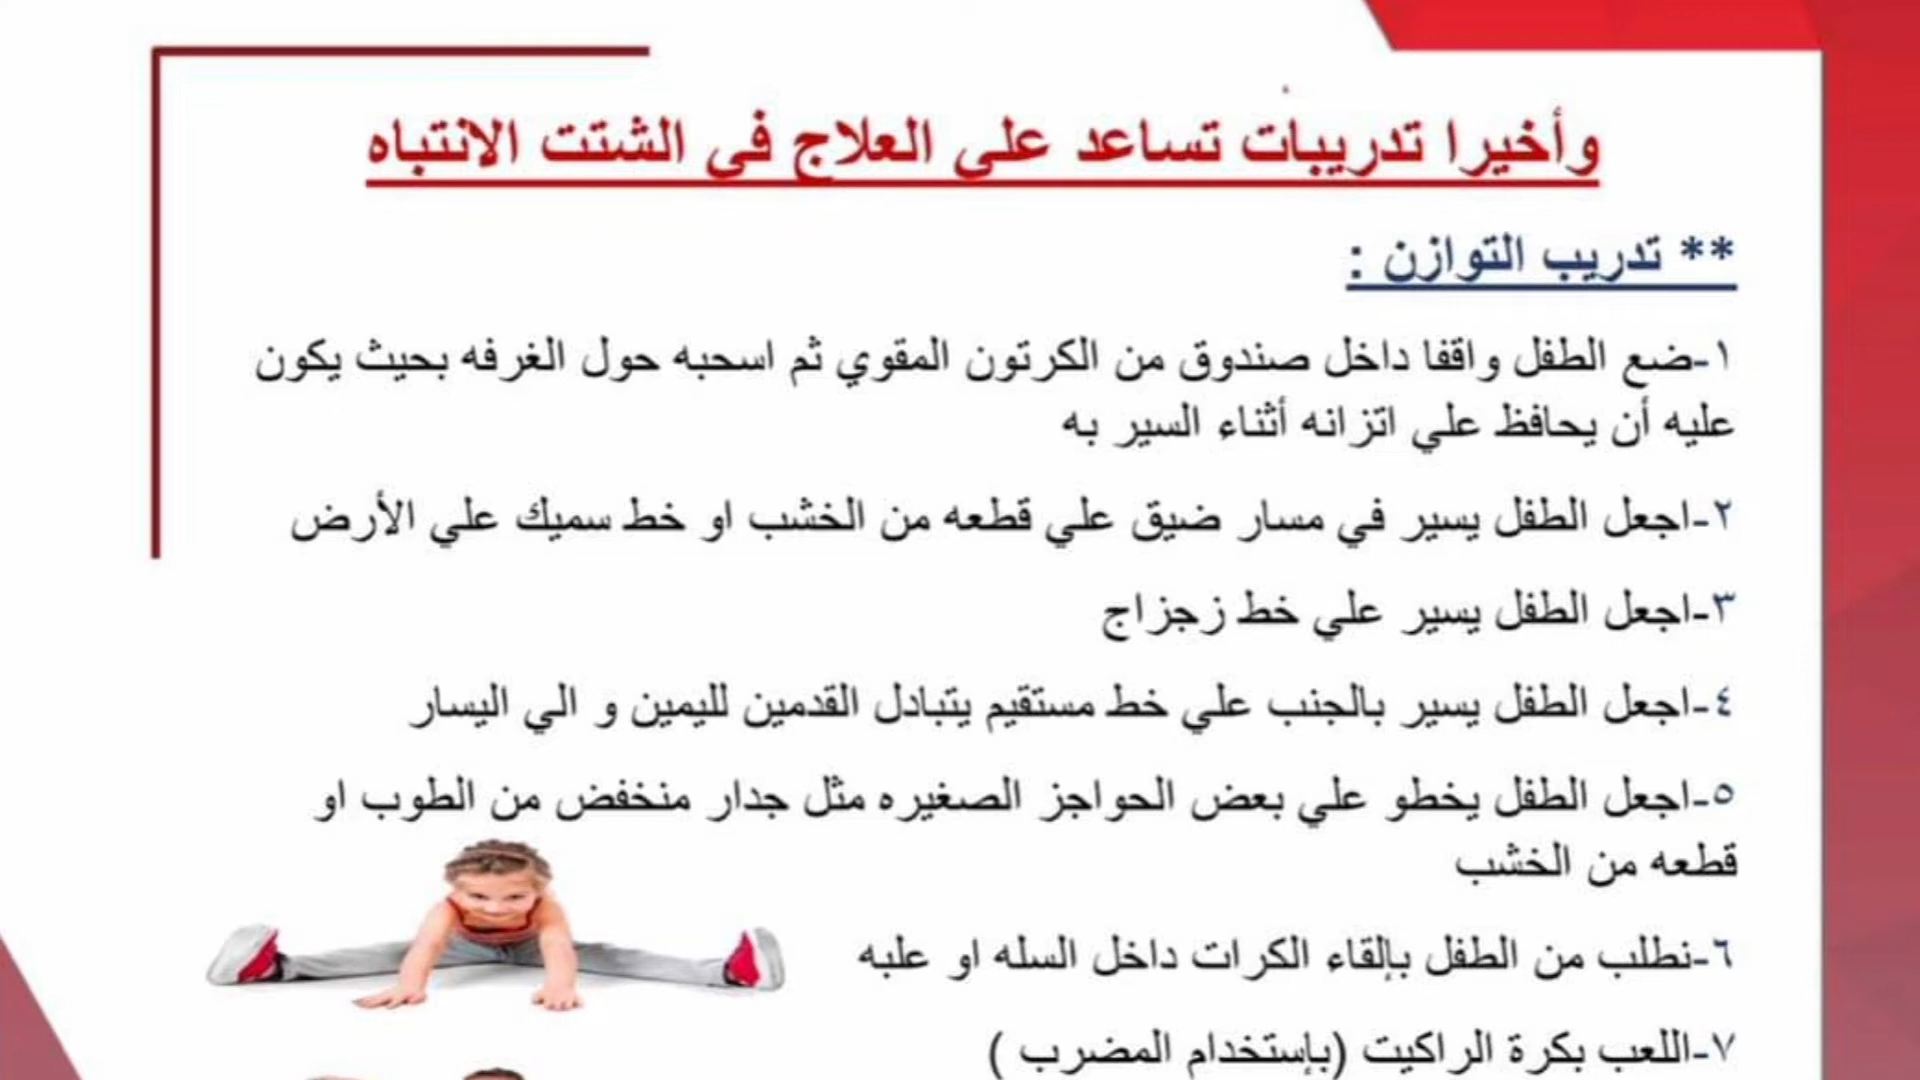 وأخيرا تدريبات تساعد على العلاج فى الشتت الانتباه
** تدريب التوازن :
١-ضع الطفل واقفا داخل صندوق من الكرتون المقوي ثم اسحبه حول الغرفه بحيث يكون
عليه أن يحافظ علي اتزانه أثناء السير به
٢-اجعل الطفل يسير في مسار ضيق علي قطعه من الخشب او خط سميك علي الأرض
٣-اجعل الطفل يسير علي خط زجزاج
٤-اجعل الطفل يسير بالجنب علي خط مستقيم يتبادل القدمين لليمين و الي اليسار
٥-اجعل الطفل يخطو علي بعض الحواجز الصغيره مثل جدار منخفض من الطوب او
قطعه من الخشب
٦-نطلب من الطفل بإلقاء الكرات داخل السله او علبه
٧-اللعب بكرة الراكيت (بإستخدام المضرب )